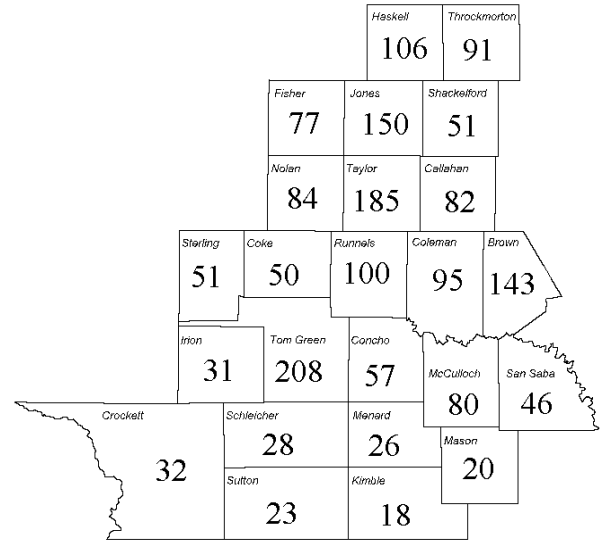 Haskell Throckmorton
106 91
Fisher Jones Shackelford
77 150 51
Nolan Taylor Callahan
84 185 82
Sterling Coke Runnels Coleman Brown
51 50 100 95 143
Irion Tom Green Concho
31 208 57
McCulloch San Saba
80 46
Crockett Schleicher Menard
32 28 26
Mason
20
Sutton Kimble
23 18